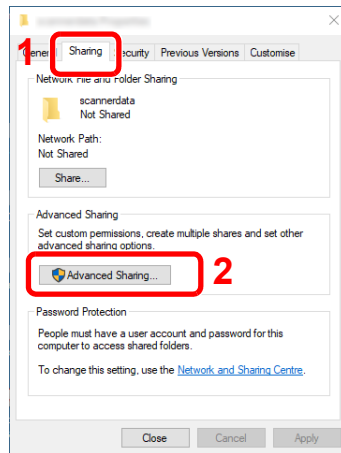 1
General Sharing Security Previous Versions Customise
Network File and Folder Sharing
scannerdata
Not Shared
Network Path:
Not Shared
Share...
Advanced Sharing
Set custom permissions, create multiple shares and set other
advanced sharing options.
Advanced Sharing...
2
Password Protection
People must have a user account and password for this
computer to access shared folders.
To change this setting, use the Network and Sharing Centre.
Close Cancel Apply